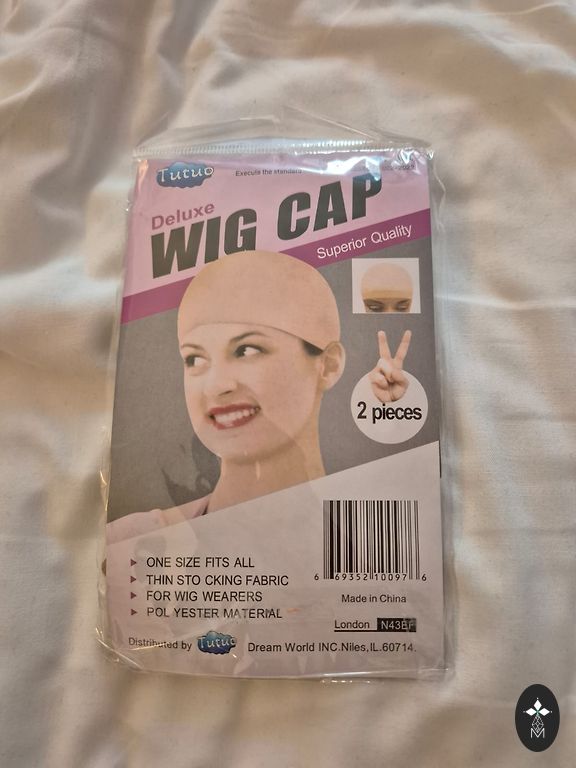 Tutuo
Execute the standard
Deluxe
WIG CAP
Superior Quality
2 pieces
ONE SIZE FITS ALL
THIN STO CKING FABRIC
FOR WIG WEARERS
POL YESTER MATERIAL
6 69352 10097 6
Made in China
London N43EF
Distributed by Tutuo Dream World INC.Niles,IL.60714.
M